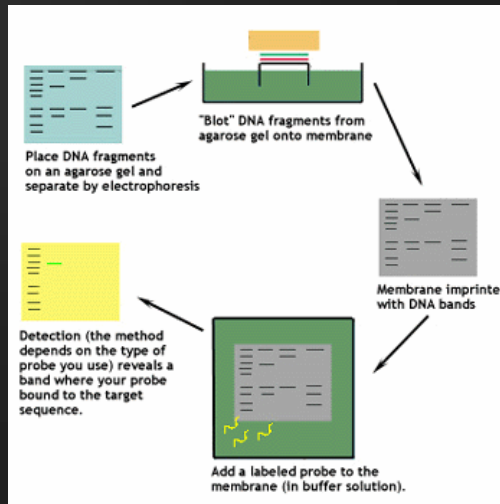 Place DNA fragments
on an agarose gel and
separate by electrophoresis
"Blot" DNA fragments from
agarose gel onto membrane
Membrane imprinte
with DNA bands
Add a labeled probe to the
membrane (in buffer solution).
Detection (the method
depends on the type of
probe you use) reveals a
band where your probe
bound to the target
sequence.